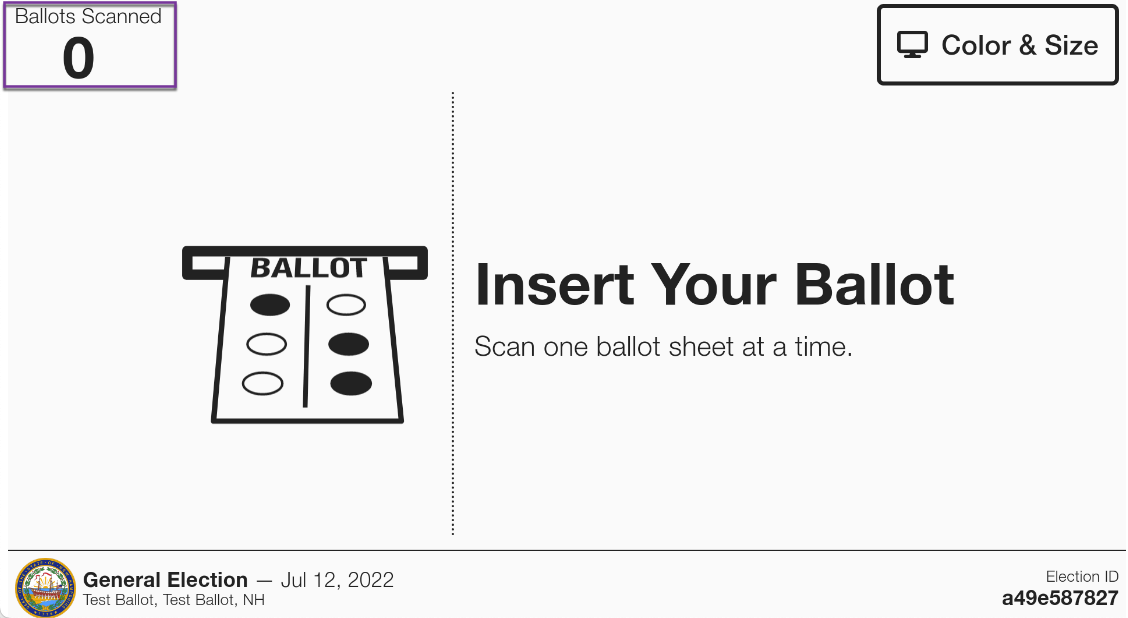 Ballots Scanned
0
Color & Size
BALLOT
Insert Your Ballot
Scan one ballot sheet at a time.
General Election — Jul 12, 2022
Test Ballot, Test Ballot, NH
Election ID
a49e587827